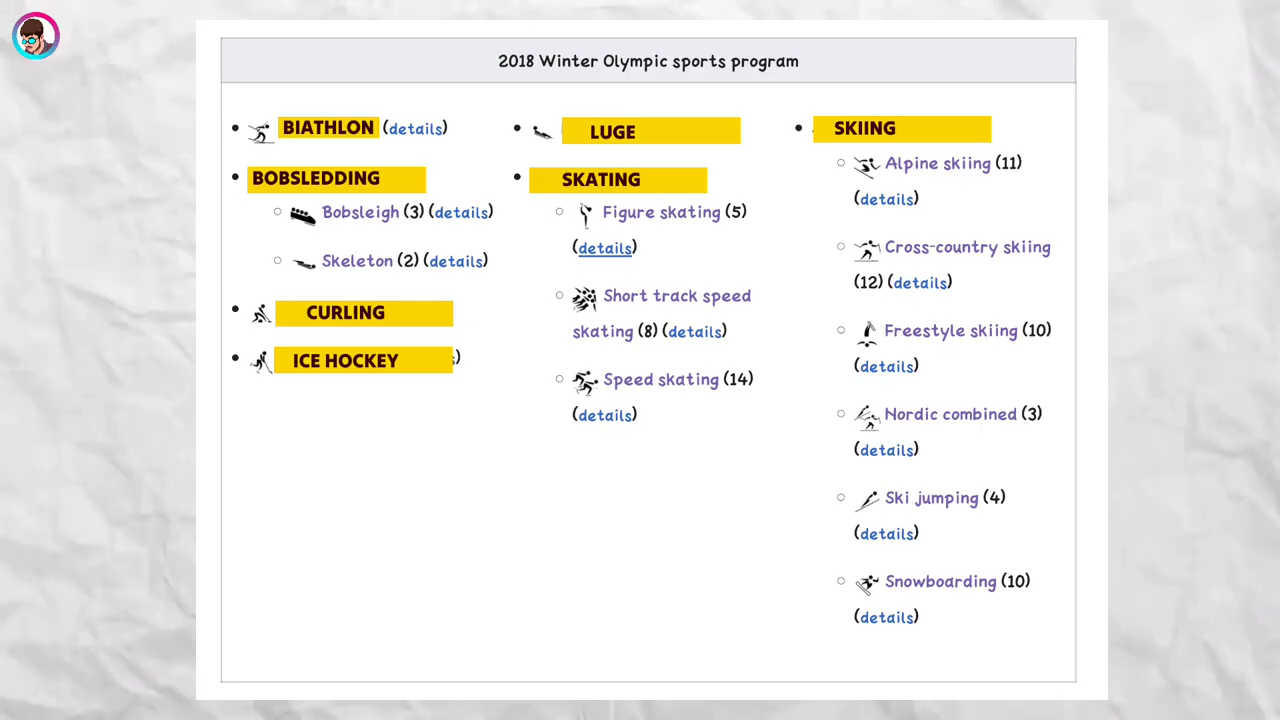 2018 Winter Olympic sports program
BIATHLON (details)
BOBSLEDDING
Bobsleigh (3) (details)
Skeleton (2) (details)
CURLING
ICE HOCKEY )
LUGE
SKATING
Figure skating (5)
(details)
Short track speed
skating (8) (details)
Speed skating (14)
(details)
SKIING
Alpine skiing (11)
(details)
Cross-country skiing
(12) (details)
Freestyle skiing (10)
(details)
Nordic combined (3)
(details)
Ski jumping (4)
(details)
Snowboarding (10)
(details)